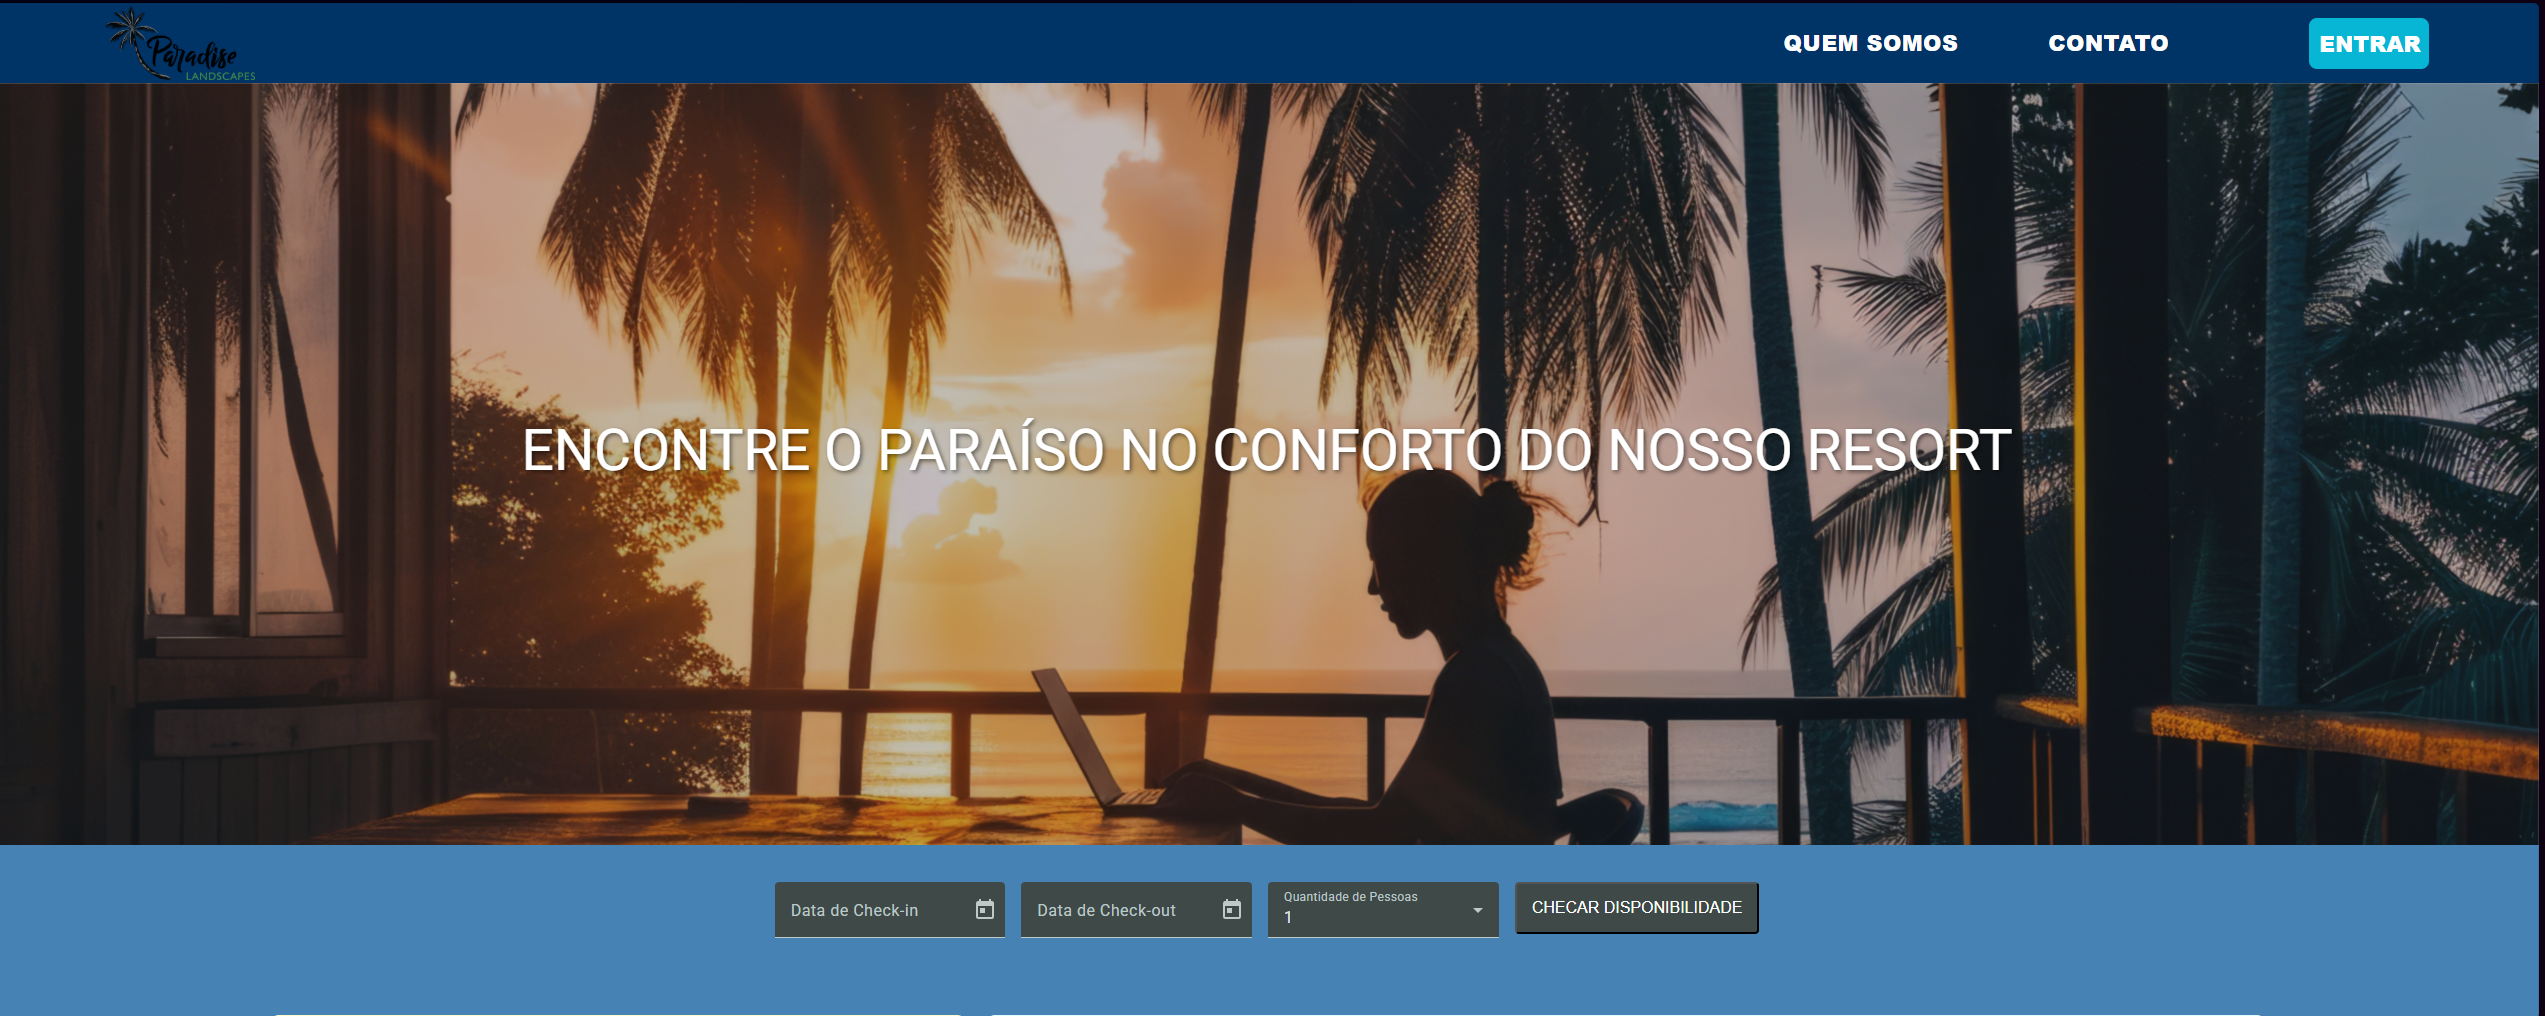 Paradise
LANDSCAPES
QUEM SOMOS
CONTATO
ENTRAR
ENCONTRE O PARAÍSO NO CONFORTO DO NOSSO RESORT
Data de Check-in
Data de Check-out
Quantidade de Pessoas
1
CHECAR DISPONIBILIDADE